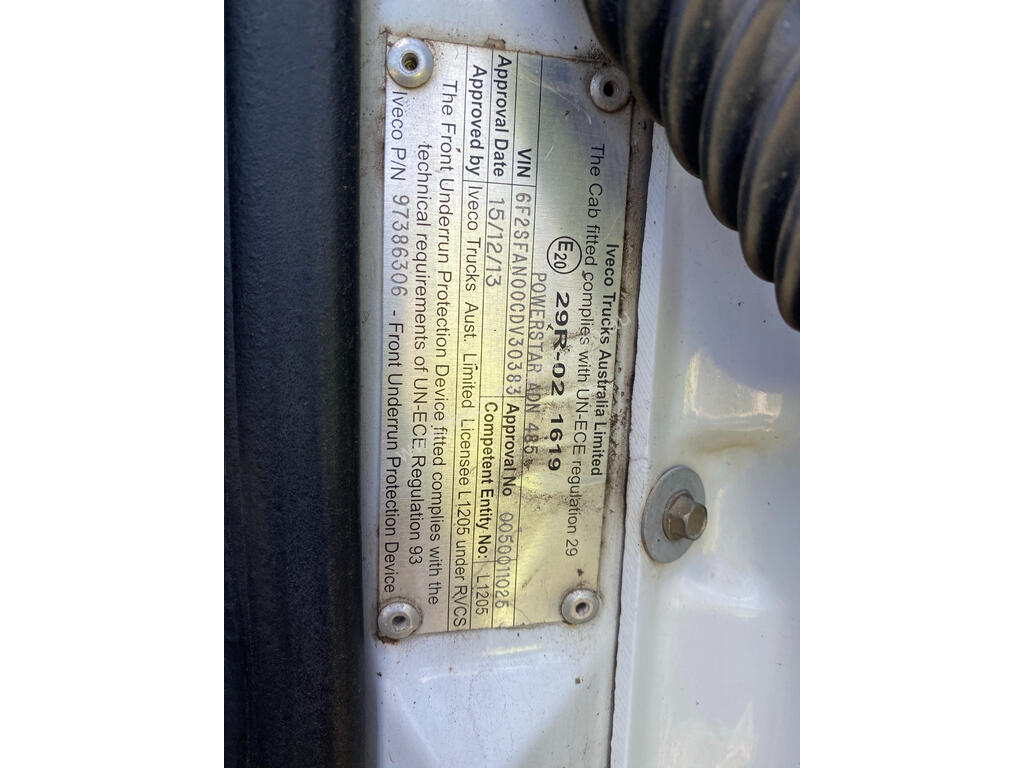 Iveco Trucks Australia Limited
The Cab fitted complies with UN-ECE regulation 29
E20 29R-02 1619
POWERSTAR ADN 485
VIN 6F2SFAN00CDV30383 Approval No 0050011025
Approval Date 15/12/13 Competent Entity No: L1205
Approved by Iveco Trucks Aust. Limited Licensee L1205 under RVCS
The Front Underrun Protection Device fitted complies with the
technical requirements of UN-ECE Regulation 93
Iveco P/N 97386306 - Front Underrun Protection Device